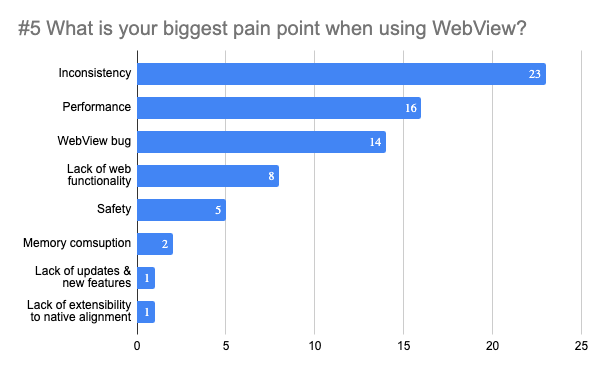 #5 What is your biggest pain point when using WebView?
Inconsistency
23
Performance
16
WebView bug
14
Lack of web
functionality
8
Safety
5
Memory comsuption
2
Lack of updates &
new features
1
Lack of extensibility
to native alignment
1
0 5 10 15 20 25